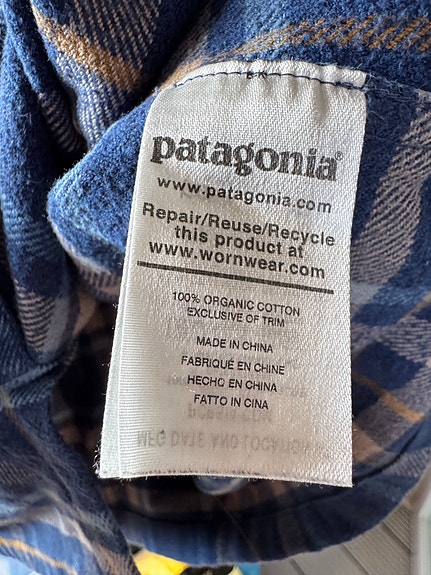 patagonia®
www.patagonia.com
Repair/Reuse/Recycle
this product at
www.wornwear.com
100% ORGANIC COTTON
EXCLUSIVE OF TRIM
MADE IN CHINA
FABRIQUÉ EN CHINE
HECHO EN CHINA
FATTO IN CINA